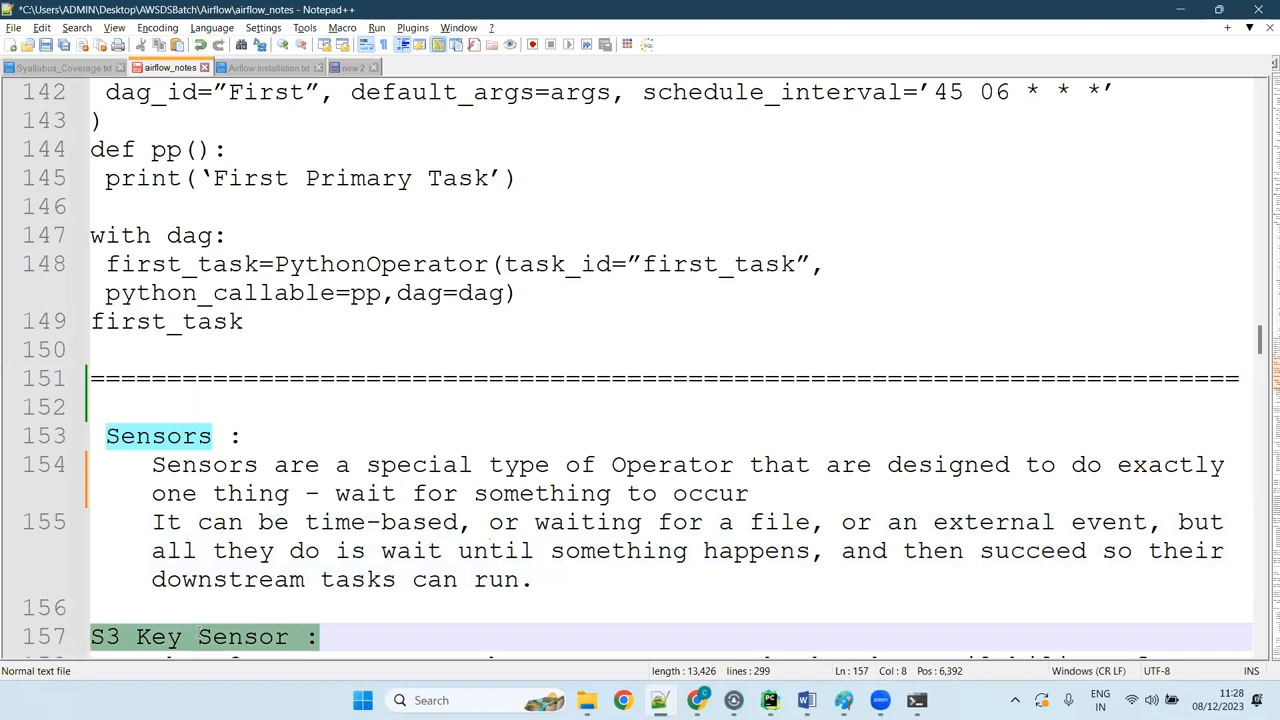 *C:\Users\ADMIN\Desktop\AWSDSBatch\Airflow\airflow_notes - Notepad++
File Edit Search View Encoding Language Settings Tools Macro Run Plugins Window ?
Syallabus_Coverage.txt airflow_notes Airflow-Installation.txt new 2
142 dag_id=”First”, default_args=args, schedule_interval=’45 06 * * *’
143 )
144 def pp():
145 print(‘First Primary Task’)
146
147 with dag:
148 first_task=PythonOperator(task_id=”first_task”,
python_callable=pp,dag=dag)
149 first_task
150
151 ===========================================================================
152
153 Sensors :
154 Sensors are a special type of Operator that are designed to do exactly
one thing - wait for something to occur
155 It can be time-based, or waiting for a file, or an external event, but
all they do is wait until something happens, and then succeed so their
downstream tasks can run.
156
157 S3 Key Sensor :
Normal text file length : 13,426 lines : 299 Ln : 157 Col : 8 Pos : 6,392 Windows (CR LF) UTF-8 INS
Search ENG IN 11:28 08/12/2023